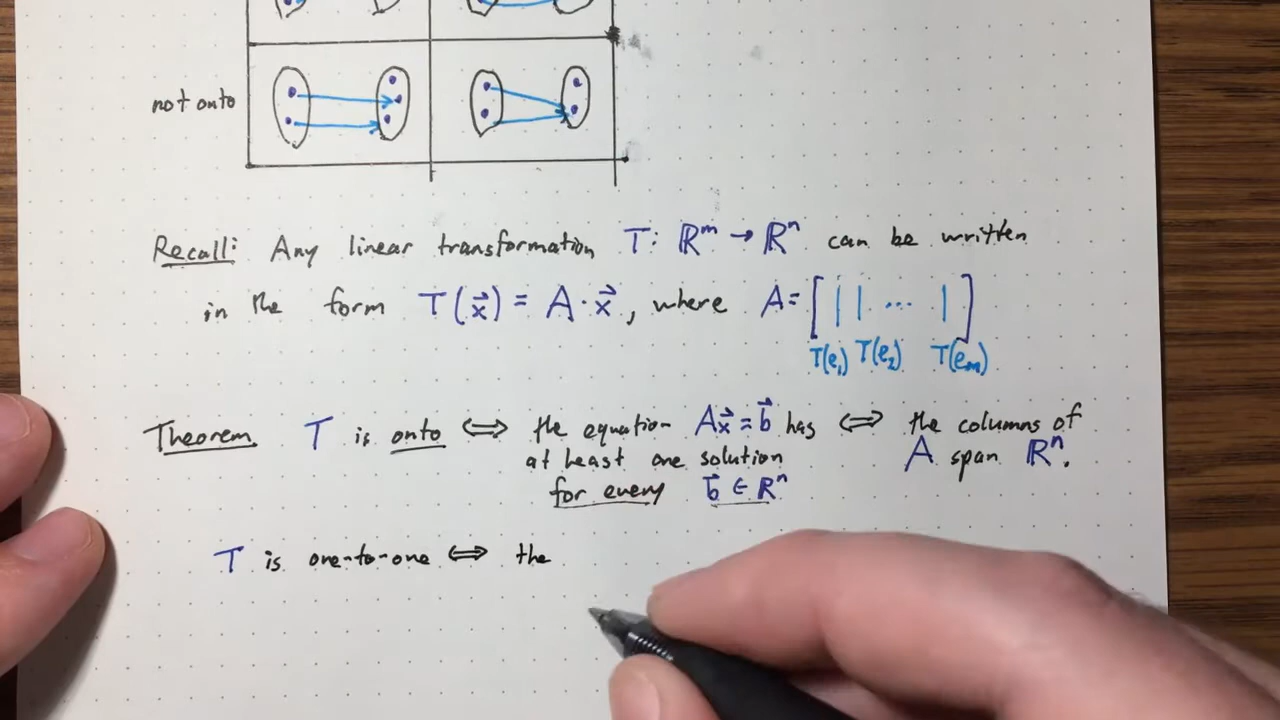 not onto
Recall: Any linear transformation T: ℝᵐ → ℝⁿ can be written
in the form T(x⃗) = A·x⃗, where A = [ | | ... | ]
T(e₁) T(e₂) T(eₘ)
Theorem T is onto ⟺ the equation Ax⃗ = b⃗ has ⟺ the columns of
at least one solution A span ℝⁿ.
for every b⃗ ∈ ℝⁿ
T is one-to-one ⟺ the